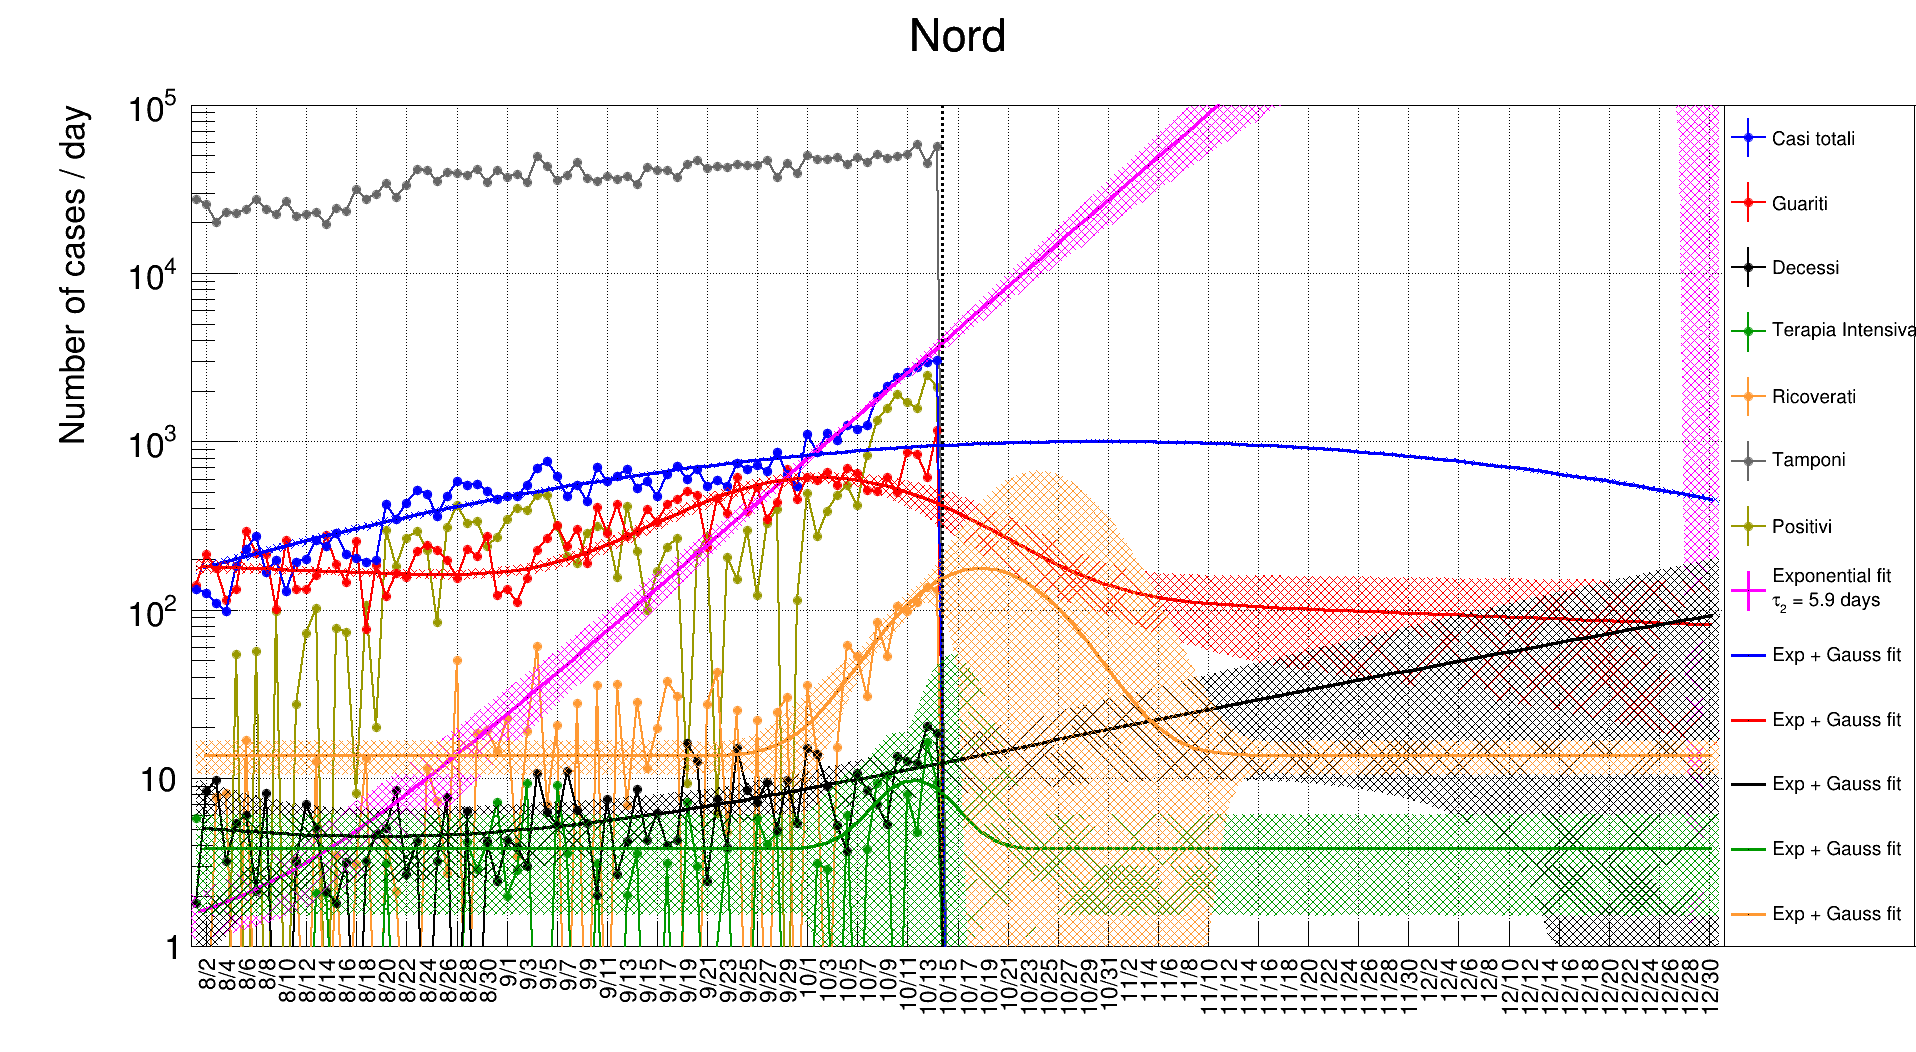 Nord
Number of cases / day
10^5
10^4
10^3
10^2
10
1
8/2 8/4 8/6 8/8 8/10 8/12 8/14 8/16 8/18 8/20 8/22 8/24 8/26 8/28 8/30 9/1 9/3 9/5 9/7 9/9 9/11 9/13 9/15 9/17 9/19 9/21 9/23 9/25 9/27 9/29 10/1 10/3 10/5 10/7 10/9 10/11 10/13 10/15 10/17 10/19 10/21 10/23 10/25 10/27 10/29 10/31 11/2 11/4 11/6 11/8 11/10 11/12 11/14 11/16 11/18 11/20 11/22 11/24 11/26 11/28 11/30 12/2 12/4 12/6 12/8 12/10 12/12 12/14 12/16 12/18 12/20 12/22 12/24 12/26 12/28 12/30
Casi totali
Guariti
Decessi
Terapia Intensiva
Ricoverati
Tamponi
Positivi
Exponential fit
τ2 = 5.9 days
Exp + Gauss fit
Exp + Gauss fit
Exp + Gauss fit
Exp + Gauss fit
Exp + Gauss fit